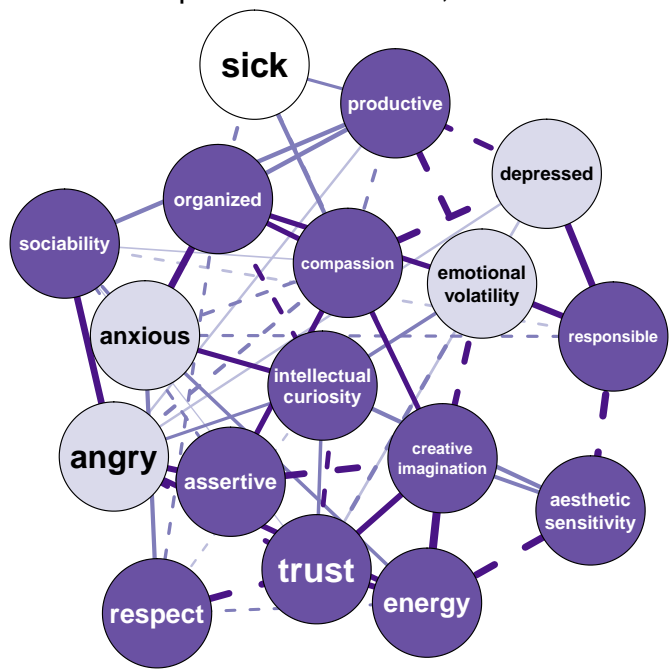 sick
productive
depressed
organized
sociability
compassion
emotional
volatility
anxious
responsible
intellectual
curiosity
angry
creative
imagination
assertive
aesthetic
sensitivity
trust
energy
respect